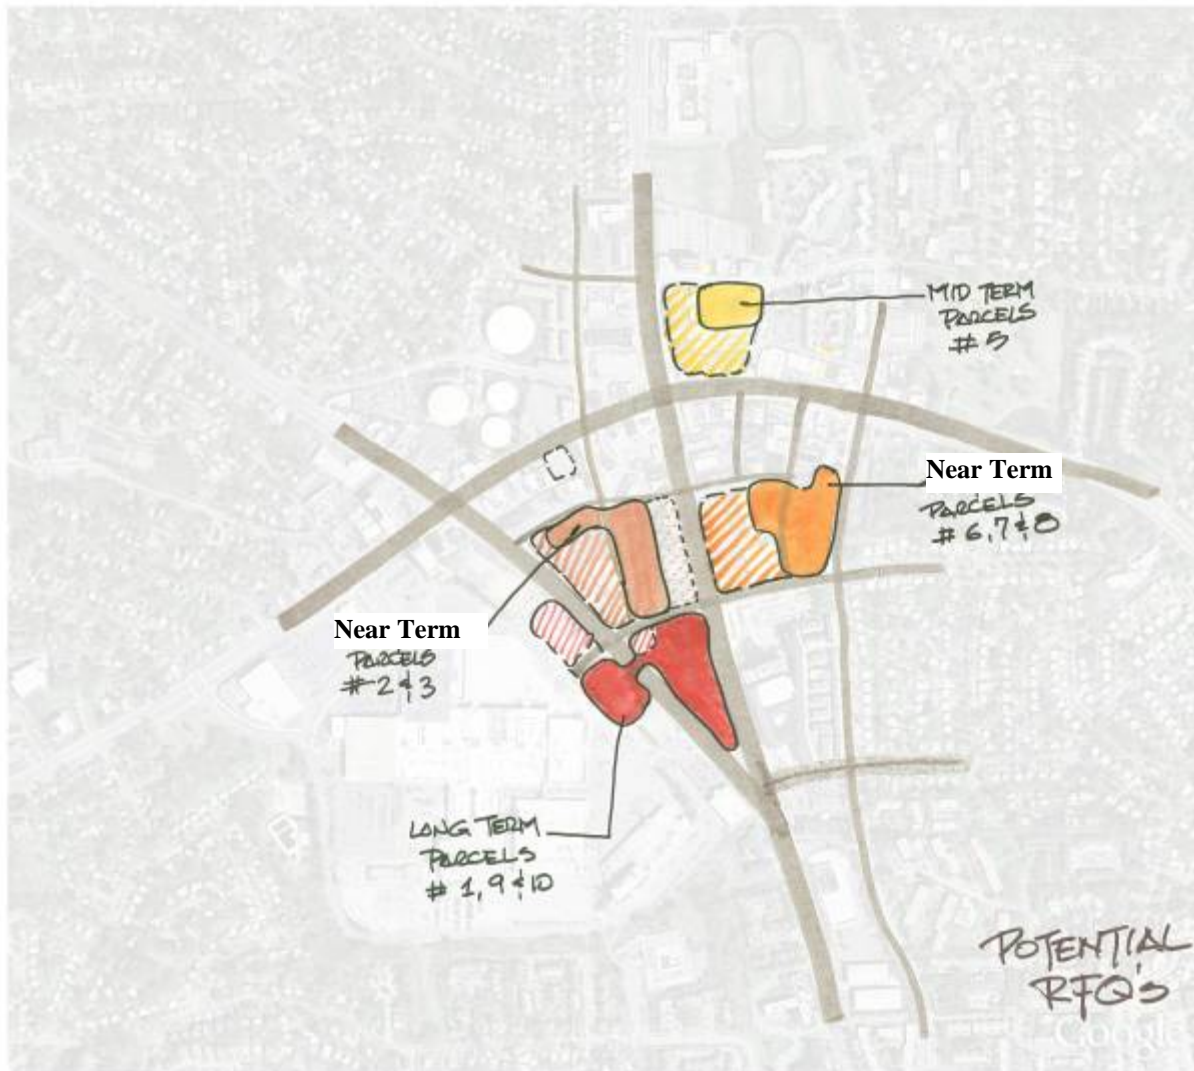 MID TERM
PARCELS
# 5
Near Term
PARCELS
# 6,7 & 8
Near Term
PARCELS
# 2 & 3
LONG TERM
PARCELS
# 1, 9 & 10
POTENTIAL
RFQ's
Google